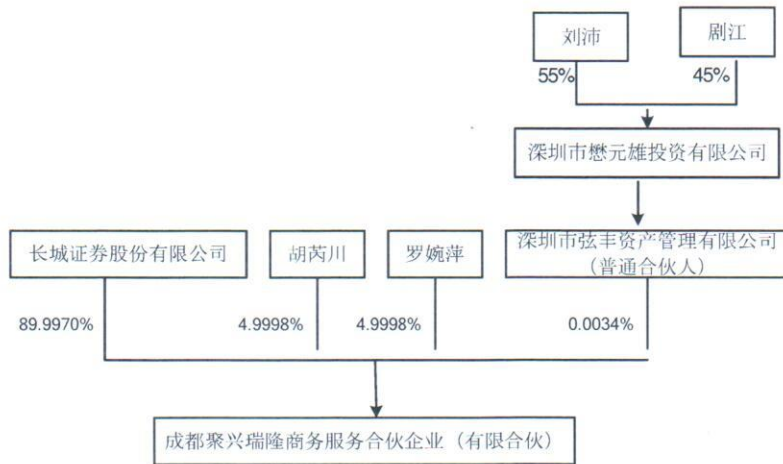 刘沛
剧江
55%
45%
深圳市懋元雄投资有限公司
长城证券股份有限公司
胡芮川
罗婉萍
深圳市弦丰资产管理有限公司
（普通合伙人）
89.9970%
4.9998%
4.9998%
0.0034%
成都聚兴瑞隆商务服务合伙企业（有限合伙）